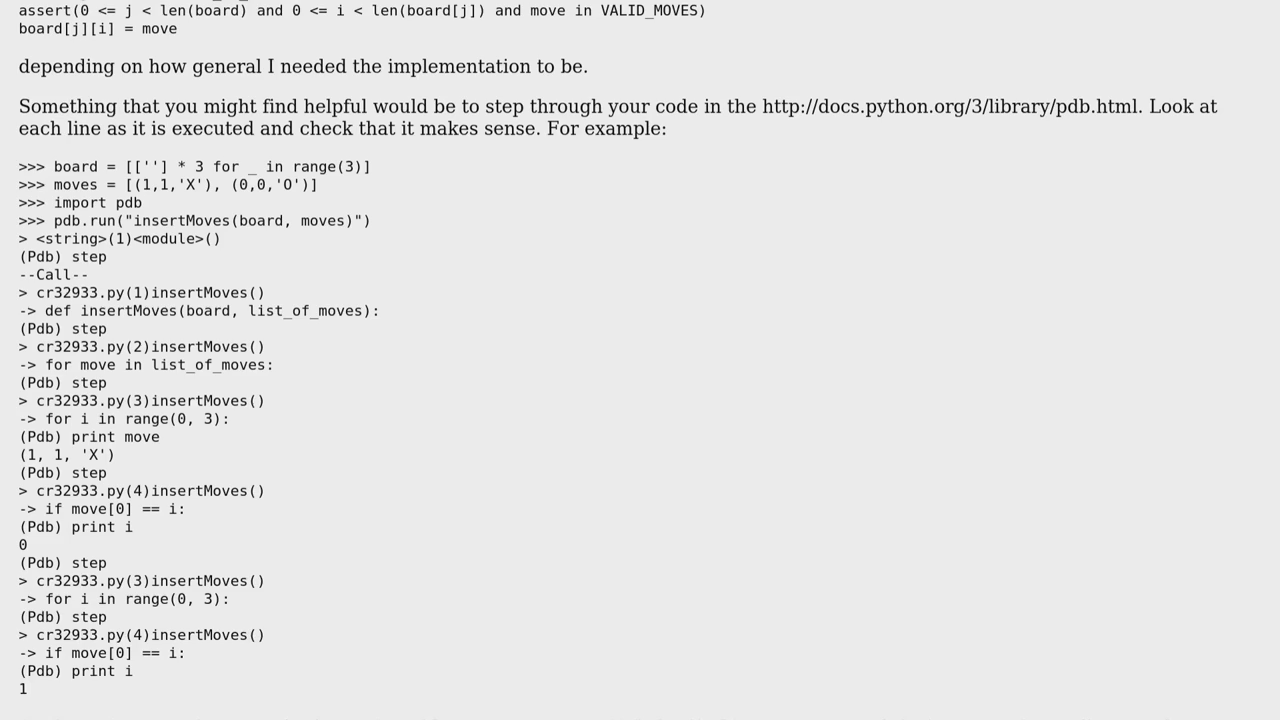 assert(0 <= j < len(board) and 0 <= i < len(board[j]) and move in VALID_MOVES)
board[j][i] = move
depending on how general I needed the implementation to be.
Something that you might find helpful would be to step through your code in the http://docs.python.org/3/library/pdb.html. Look at
each line as it is executed and check that it makes sense. For example:
>>> board = [[''] * 3 for _ in range(3)]
>>> moves = [(1,1,'X'), (0,0,'O')]
>>> import pdb
>>> pdb.run("insertMoves(board, moves)")
> <string>(1)<module>()
(Pdb) step
--Call--
> cr32933.py(1)insertMoves()
-> def insertMoves(board, list_of_moves):
(Pdb) step
> cr32933.py(2)insertMoves()
-> for move in list_of_moves:
(Pdb) step
> cr32933.py(3)insertMoves()
-> for i in range(0, 3):
(Pdb) print move
(1, 1, 'X')
(Pdb) step
> cr32933.py(4)insertMoves()
-> if move[0] == i:
(Pdb) print i
0
(Pdb) step
> cr32933.py(3)insertMoves()
-> for i in range(0, 3):
(Pdb) step
> cr32933.py(4)insertMoves()
-> if move[0] == i:
(Pdb) print i
1